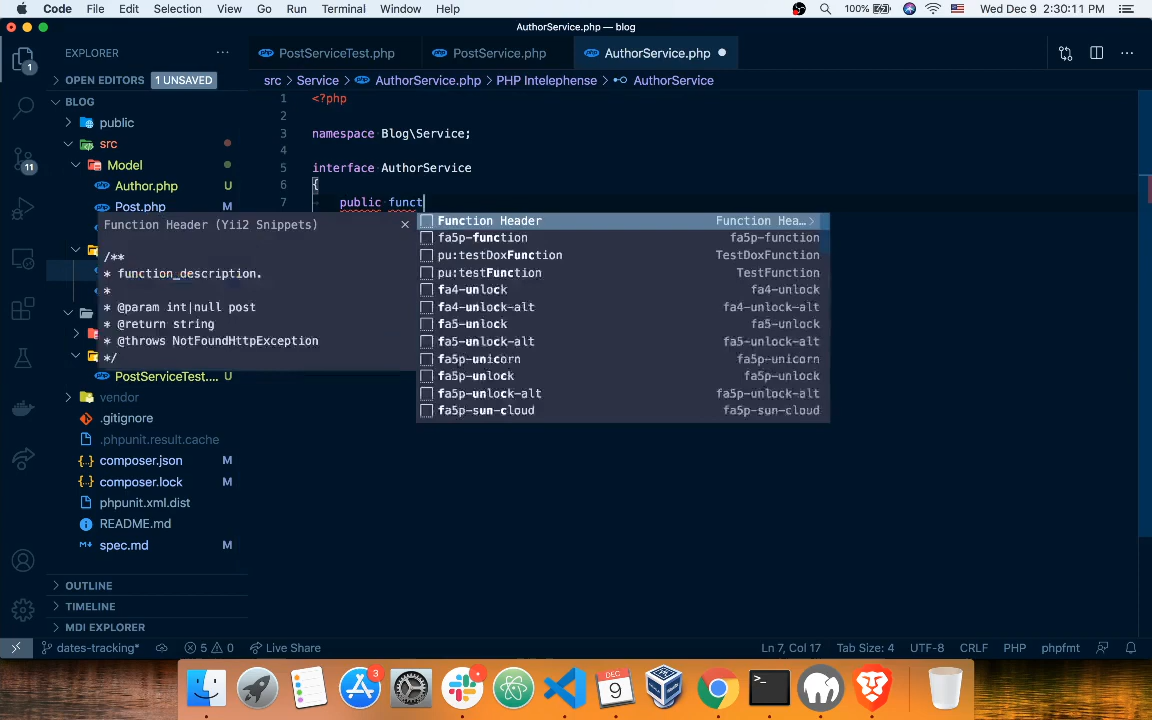 Code File Edit Selection View Go Run Terminal Window Help 100% Wed Dec 9 2:30:11 PM
AuthorService.php — blog
EXPLORER ···
PostServiceTest.php PostService.php AuthorService.php
OPEN EDITORS 1 UNSAVED
src > Service > AuthorService.php > PHP Intelephense > AuthorService
BLOG
public
src
Model
Author.php U
Post.php
PostServiceTest.... U
vendor
.gitignore
.phpunit.result.cache
composer.json M
composer.lock M
phpunit.xml.dist
README.md
spec.md M
OUTLINE
TIMELINE
MDI EXPLORER
1
11
1 <?php
2
3 namespace Blog\Service;
4
5 interface AuthorService
6 {
7 public funct
Function Header (Yii2 Snippets) ×
/**
* function_description.
*
* @param int|null post
* @return string
* @throws NotFoundHttpException
*/
Function Header Function Hea... >
fa5p-function fa5p-function
pu:testDoxFunction TestDoxFunction
pu:testFunction TestFunction
fa4-unlock fa4-unlock
fa4-unlock-alt fa4-unlock-alt
fa5-unlock fa5-unlock
fa5-unlock-alt fa5-unlock-alt
fa5p-unicorn fa5p-unicorn
fa5p-unlock fa5p-unlock
fa5p-unlock-alt fa5p-unlock-alt
fa5p-sun-cloud fa5p-sun-cloud
dates-tracking* 5 0 Live Share Ln 7, Col 17 Tab Size: 4 UTF-8 CRLF PHP phpfmt
3
DEC
9
>_